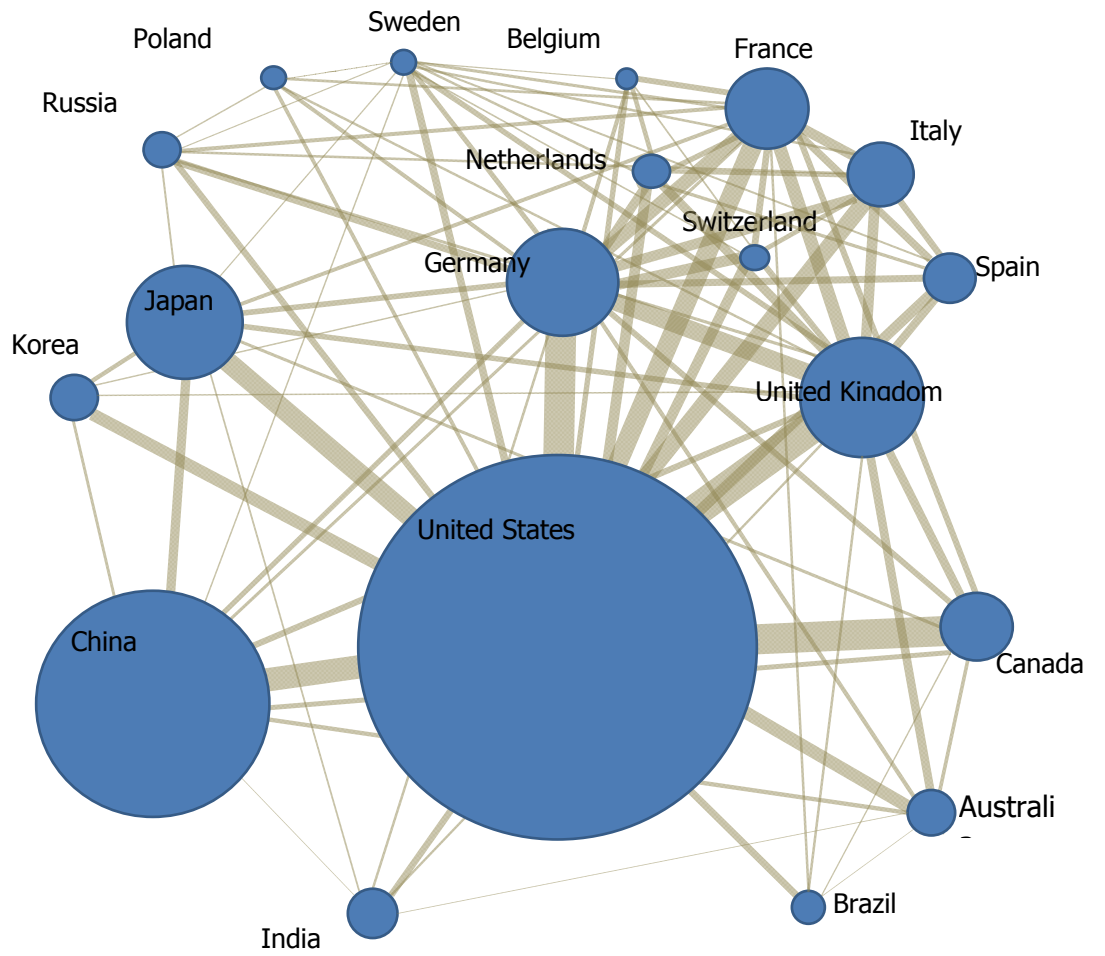 Sweden
Poland
Belgium
France
Russia
Italy
Netherlands
Switzerland
Germany
Spain
Japan
Korea
United Kingdom
United States
China
Canada
Australi
Brazil
India